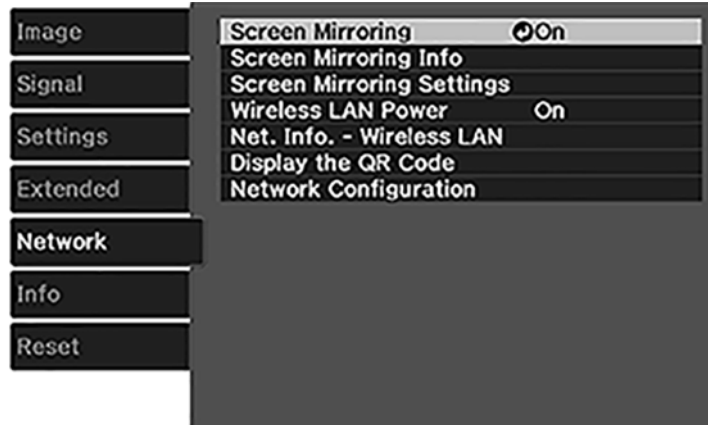 Image
Signal
Settings
Extended
Network
Info
Reset
Screen Mirroring On
Screen Mirroring Info
Screen Mirroring Settings
Wireless LAN Power On
Net. Info. - Wireless LAN
Display the QR Code
Network Configuration